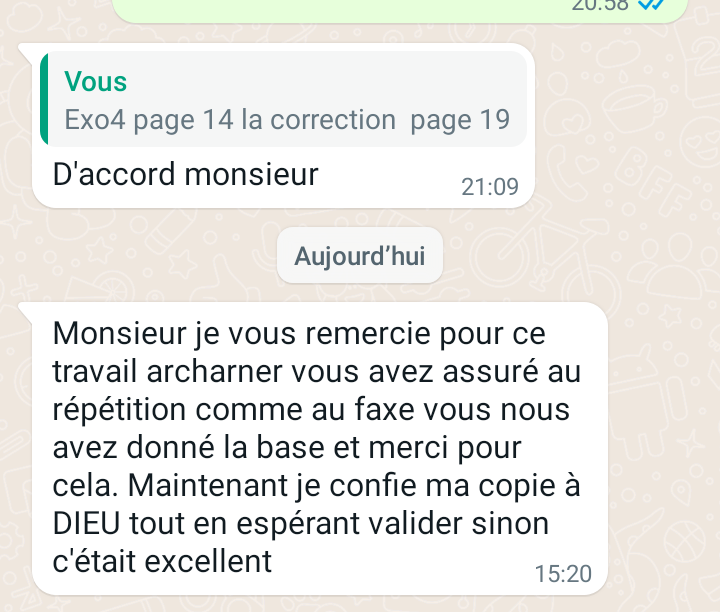 20:58
Vous
Exo4 page 14 la correction page 19
D'accord monsieur
21:09
Aujourd'hui
Monsieur je vous remercie pour ce
travail archarner vous avez assuré au
répétition comme au faxe vous nous
avez donné la base et merci pour
cela. Maintenant je confie ma copie à
DIEU tout en espérant valider sinon
c'était excellent
15:20